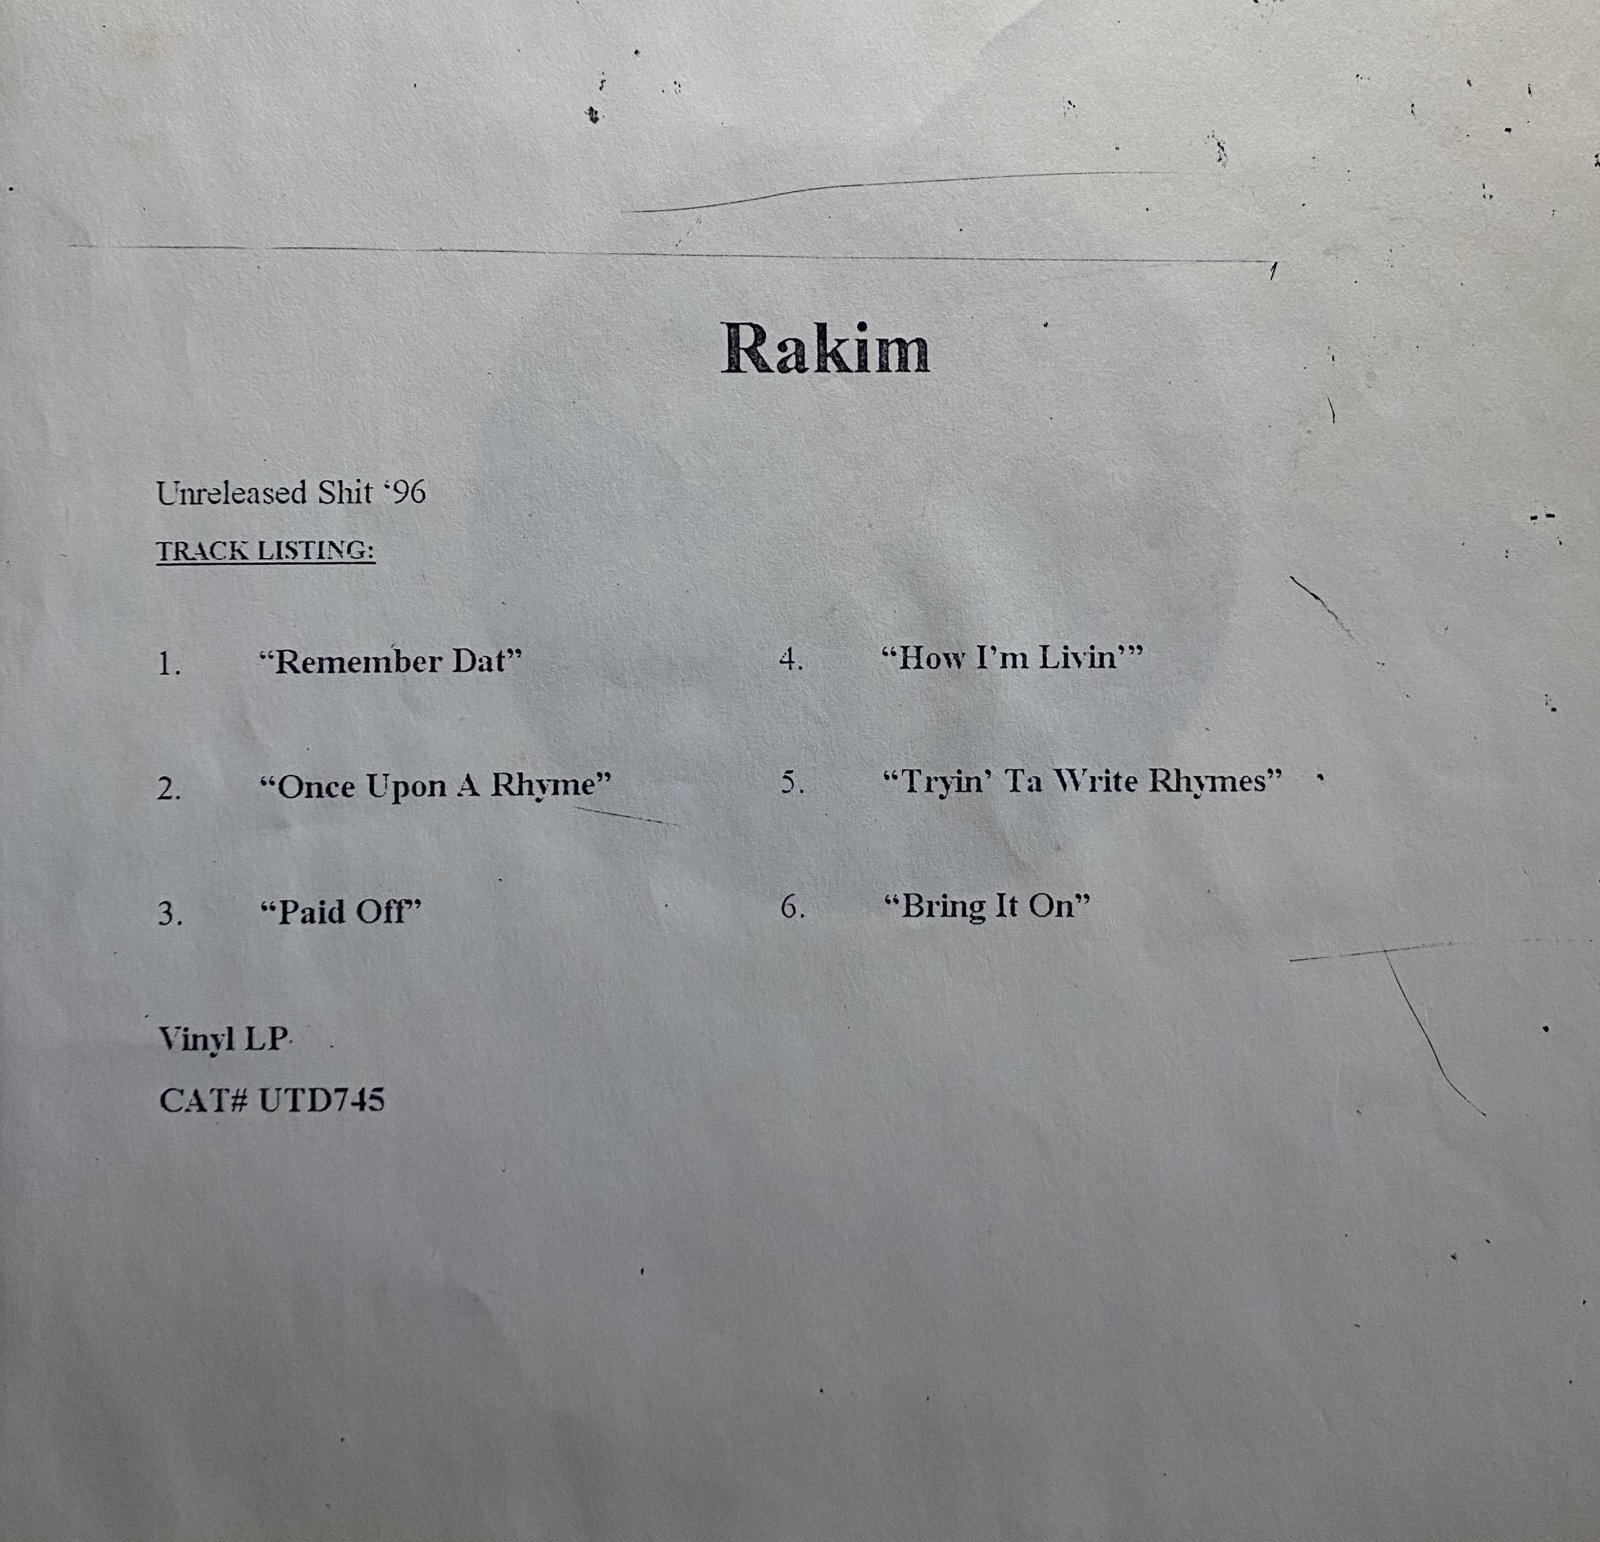 Rakim
Unreleased Shit ‘96
TRACK LISTING:
1. “Remember Dat”
2. “Once Upon A Rhyme”
3. “Paid Off”
4. “How I’m Livin’”
5. “Tryin’ Ta Write Rhymes”
6. “Bring It On”
Vinyl LP
CAT# UTD745